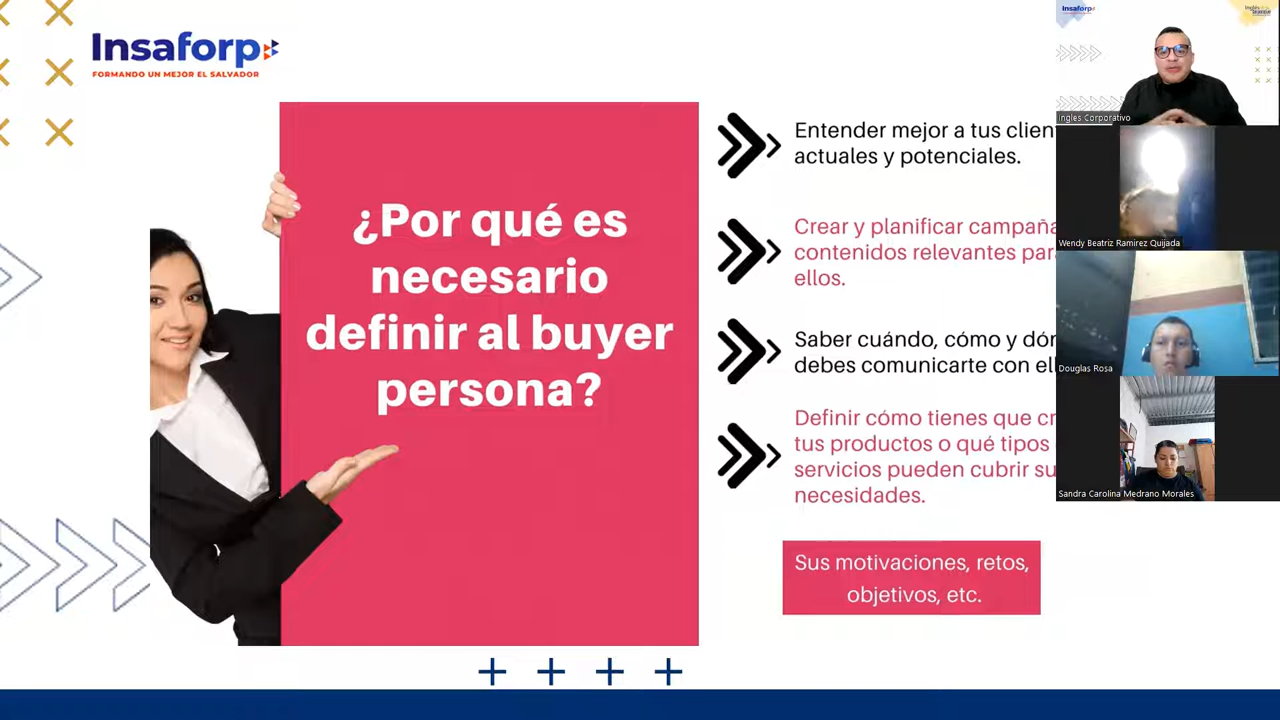 Insaforp
FORMANDO UN MEJOR EL SALVADOR
¿Por qué es
necesario
definir al buyer
persona?
Entender mejor a tus clien
actuales y potenciales.
Crear y planificar campaña
contenidos relevantes par
ellos.
Saber cuándo, cómo y dón
debes comunicarte con el
Definir cómo tienes que cr
tus productos o qué tipos
servicios pueden cubrir su
necesidades.
Sus motivaciones, retos,
objetivos, etc.
Insaforp
Ingles Corporativo
Wendy Beatriz Ramirez Quijada
Douglas Rosa
Sandra Carolina Medrano Morales